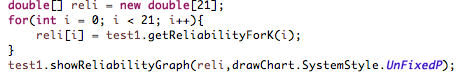 double[] reli = new double[21];
for(int i = 0; i < 21; i++){
    reli[i] = test1.getReliabilityForK(i);
}
test1.showReliabilityGraph(reli,drawChart.SystemStyle.UnFixedP);